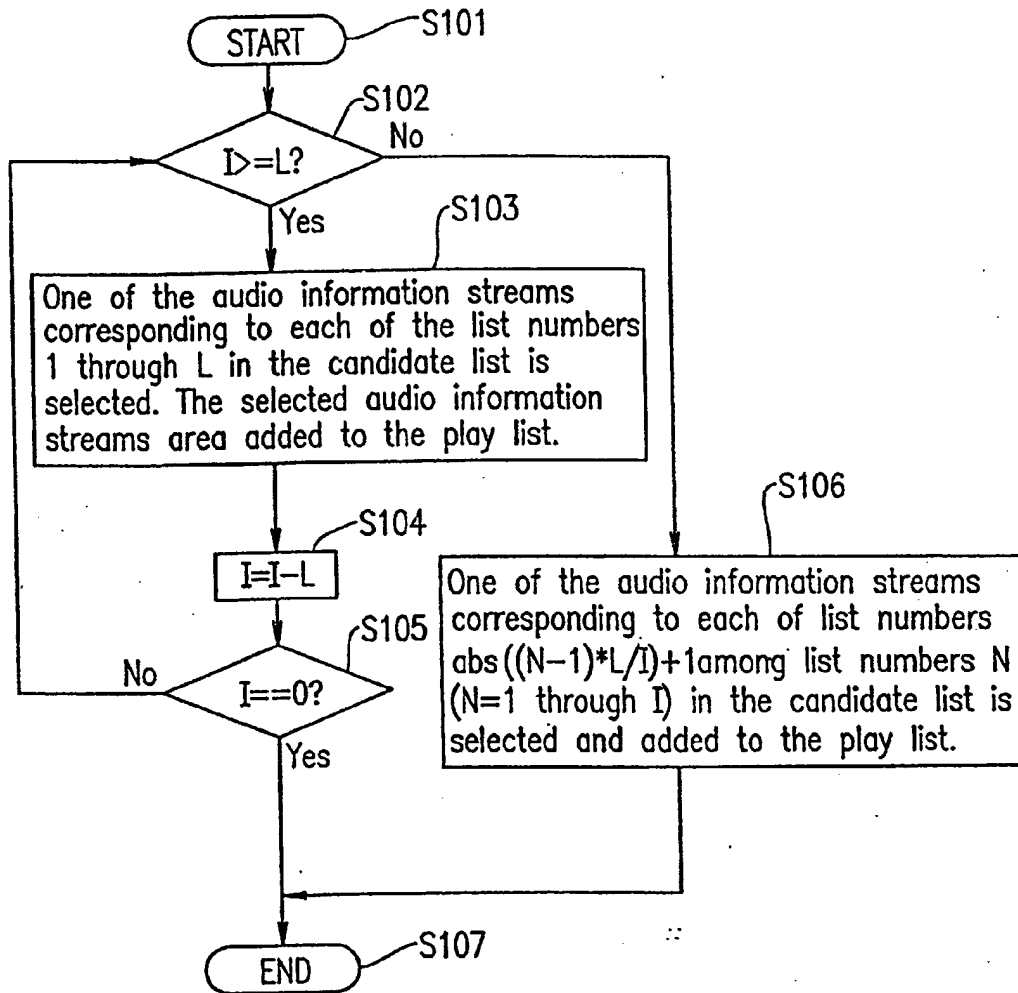 START
S101
S102
I>=L?
No
Yes
S103
One of the audio information streams
corresponding to each of the list numbers
1 through L in the candidate list is
selected. The selected audio information
streams area added to the play list.
S104
I=I-L
S105
I==0?
No
Yes
S106
One of the audio information streams
corresponding to each of list numbers
abs((N-1)*L/I)+1among list numbers N
(N=1 through I) in the candidate list is
selected and added to the play list.
END
S107